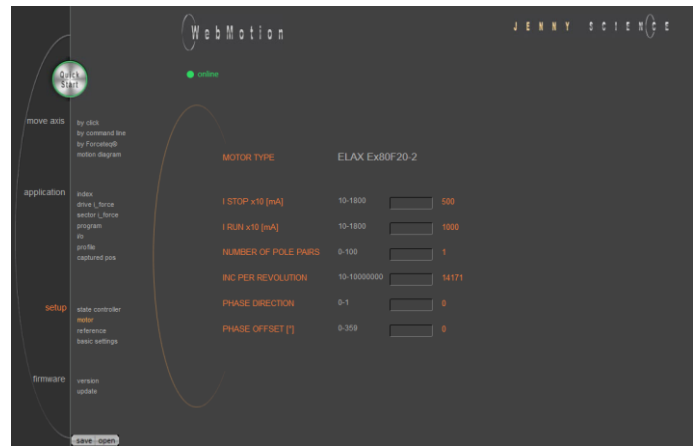 WebMotion
JENNY SCIENCE
Quick
Start
online
move axis
by click
by command line
by Forceteq®
motion diagram
application
index
drive i_force
sector i_force
program
i/o
profile
captured pos
setup
state controller
motor
reference
basic settings
firmware
version
update
save open
MOTOR TYPE ELAX Ex80F20-2
I STOP x10 [mA] 10-1800 500
I RUN x10 [mA] 10-1800 1000
NUMBER OF POLE PAIRS 0-100 1
INC PER REVOLUTION 10-10000000 14171
PHASE DIRECTION 0-1 0
PHASE OFFSET [°] 0-359 0